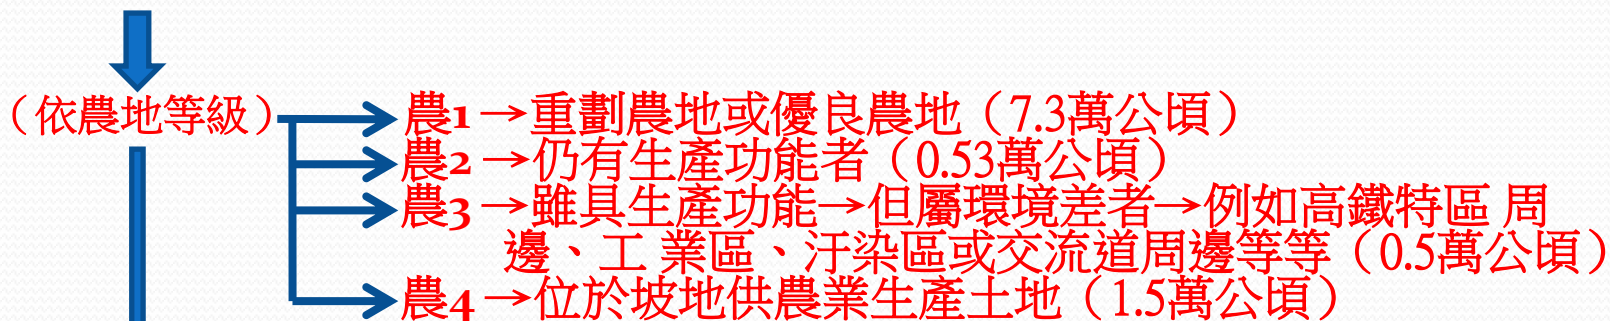 （依農地等級）
農1→重劃農地或優良農地（7.3萬公頃）
農2→仍有生產功能者（0.53萬公頃）
農3→雖具生產功能→但屬環境差者→例如高鐵特區 周
邊、工 業區、汙染區或交流道周邊等等（0.5萬公頃）
農4→位於坡地供農業生產土地（1.5萬公頃）